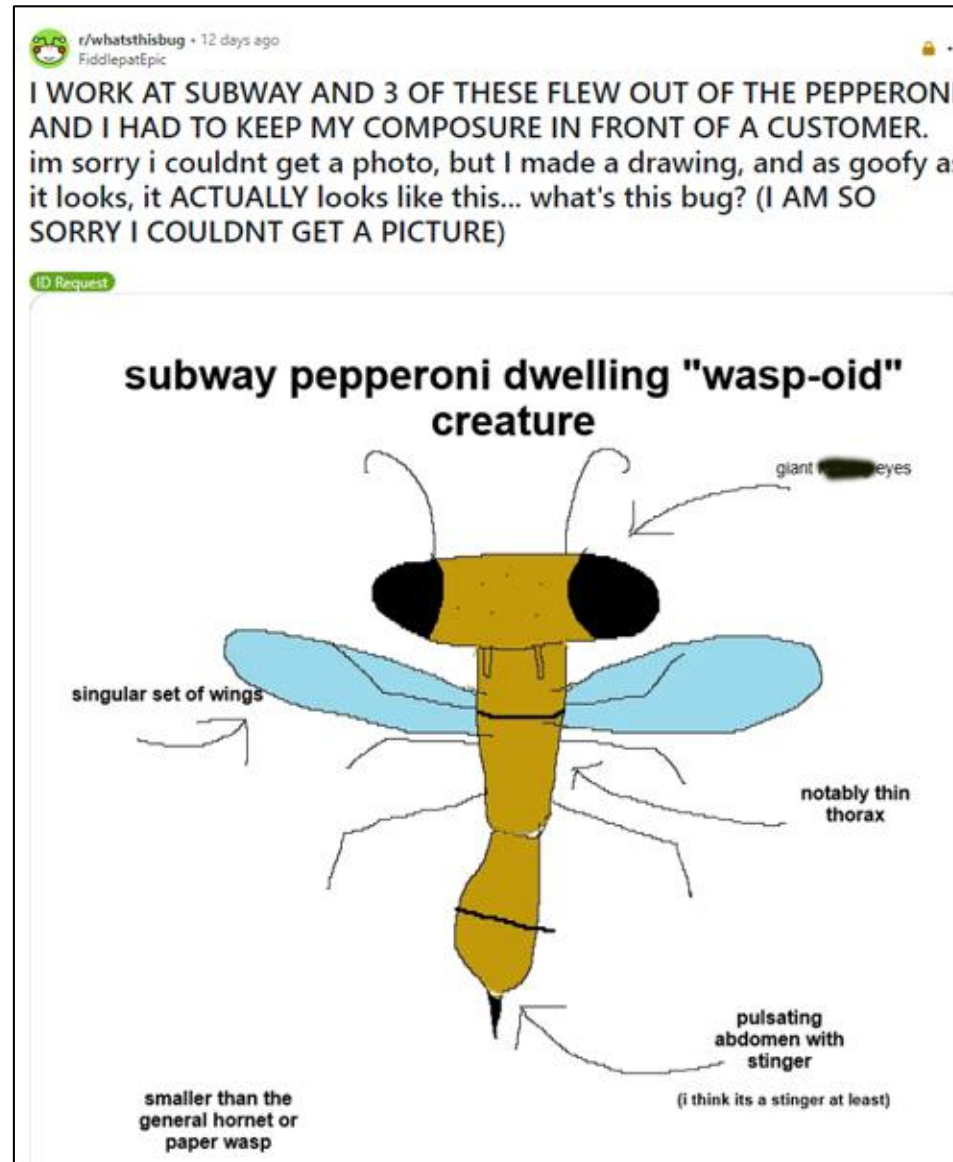 r/whatsthisbug • 12 days ago
FiddlepatEpic
I WORK AT SUBWAY AND 3 OF THESE FLEW OUT OF THE PEPPERONI
AND I HAD TO KEEP MY COMPOSURE IN FRONT OF A CUSTOMER.
im sorry i couldnt get a photo, but I made a drawing, and as goofy as
it looks, it ACTUALLY looks like this... what's this bug? (I AM SO
SORRY I COULDNT GET A PICTURE)
ID Request
subway pepperoni dwelling "wasp-oid"
creature
giant eyes
singular set of wings
notably thin
thorax
pulsating
abdomen with
stinger
(i think its a stinger at least)
smaller than the
general hornet or
paper wasp